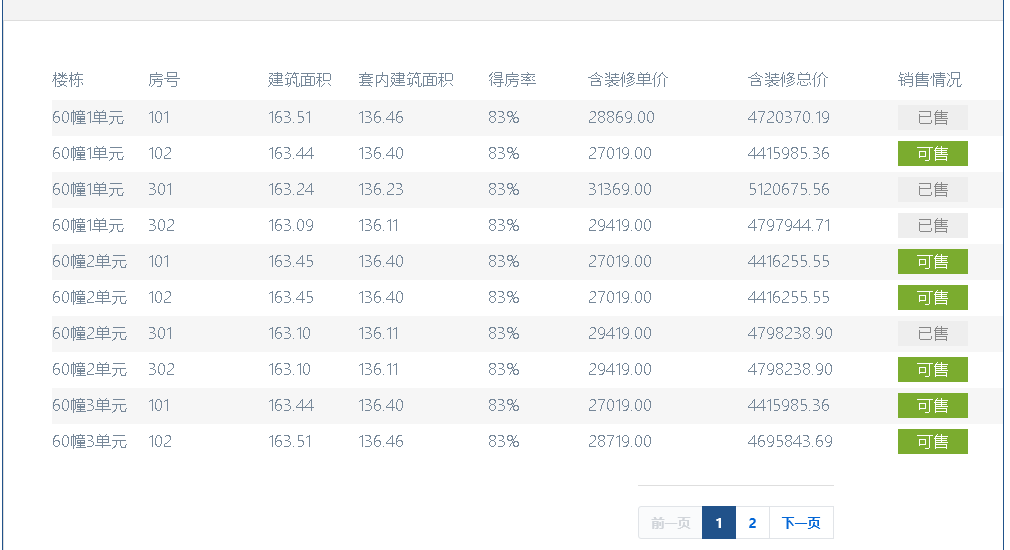 楼栋 房号 建筑面积 套内建筑面积 得房率 含装修单价 含装修总价 销售情况
60幢1单元 101 163.51 136.46 83% 28869.00 4720370.19 已售
60幢1单元 102 163.44 136.40 83% 27019.00 4415985.36 可售
60幢1单元 301 163.24 136.23 83% 31369.00 5120675.56 已售
60幢1单元 302 163.09 136.11 83% 29419.00 4797944.71 已售
60幢2单元 101 163.45 136.40 83% 27019.00 4416255.55 可售
60幢2单元 102 163.45 136.40 83% 27019.00 4416255.55 可售
60幢2单元 301 163.10 136.11 83% 29419.00 4798238.90 已售
60幢2单元 302 163.10 136.11 83% 29419.00 4798238.90 可售
60幢3单元 101 163.44 136.40 83% 27019.00 4415985.36 可售
60幢3单元 102 163.51 136.46 83% 28719.00 4695843.69 可售
前一页 1 2 下一页